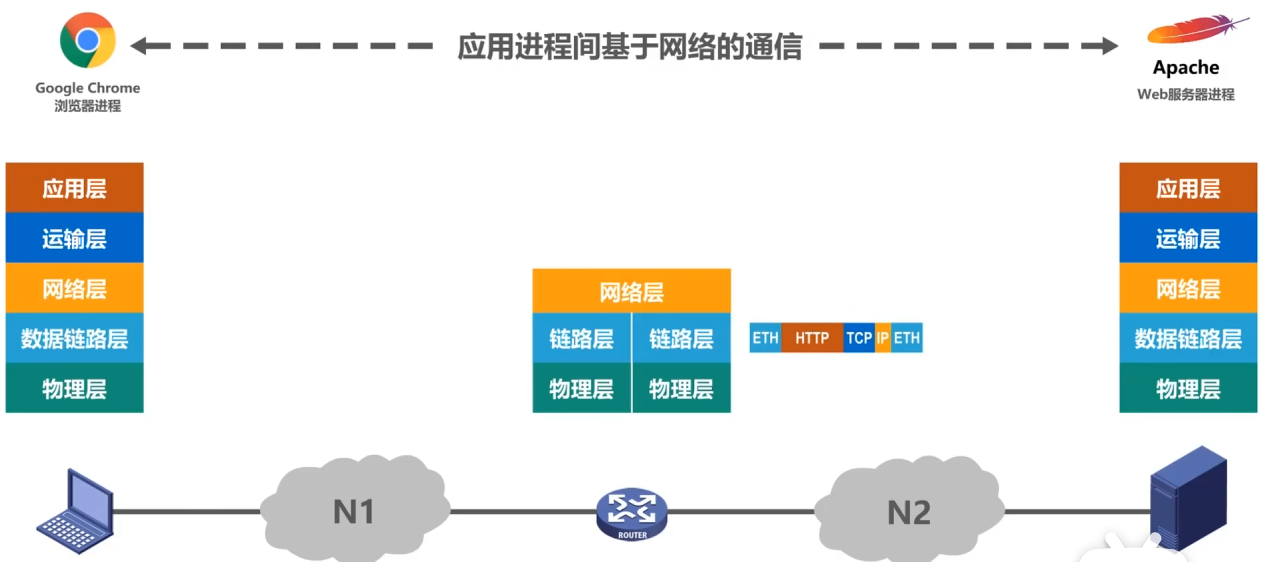 应用进程间基于网络的通信
Google Chrome
浏览器进程
Apache
Web服务器进程
应用层
运输层
网络层
数据链路层
物理层
网络层
链路层 链路层
物理层 物理层
ETH HTTP TCP IP ETH
应用层
运输层
网络层
数据链路层
物理层
N1
ROUTER
N2